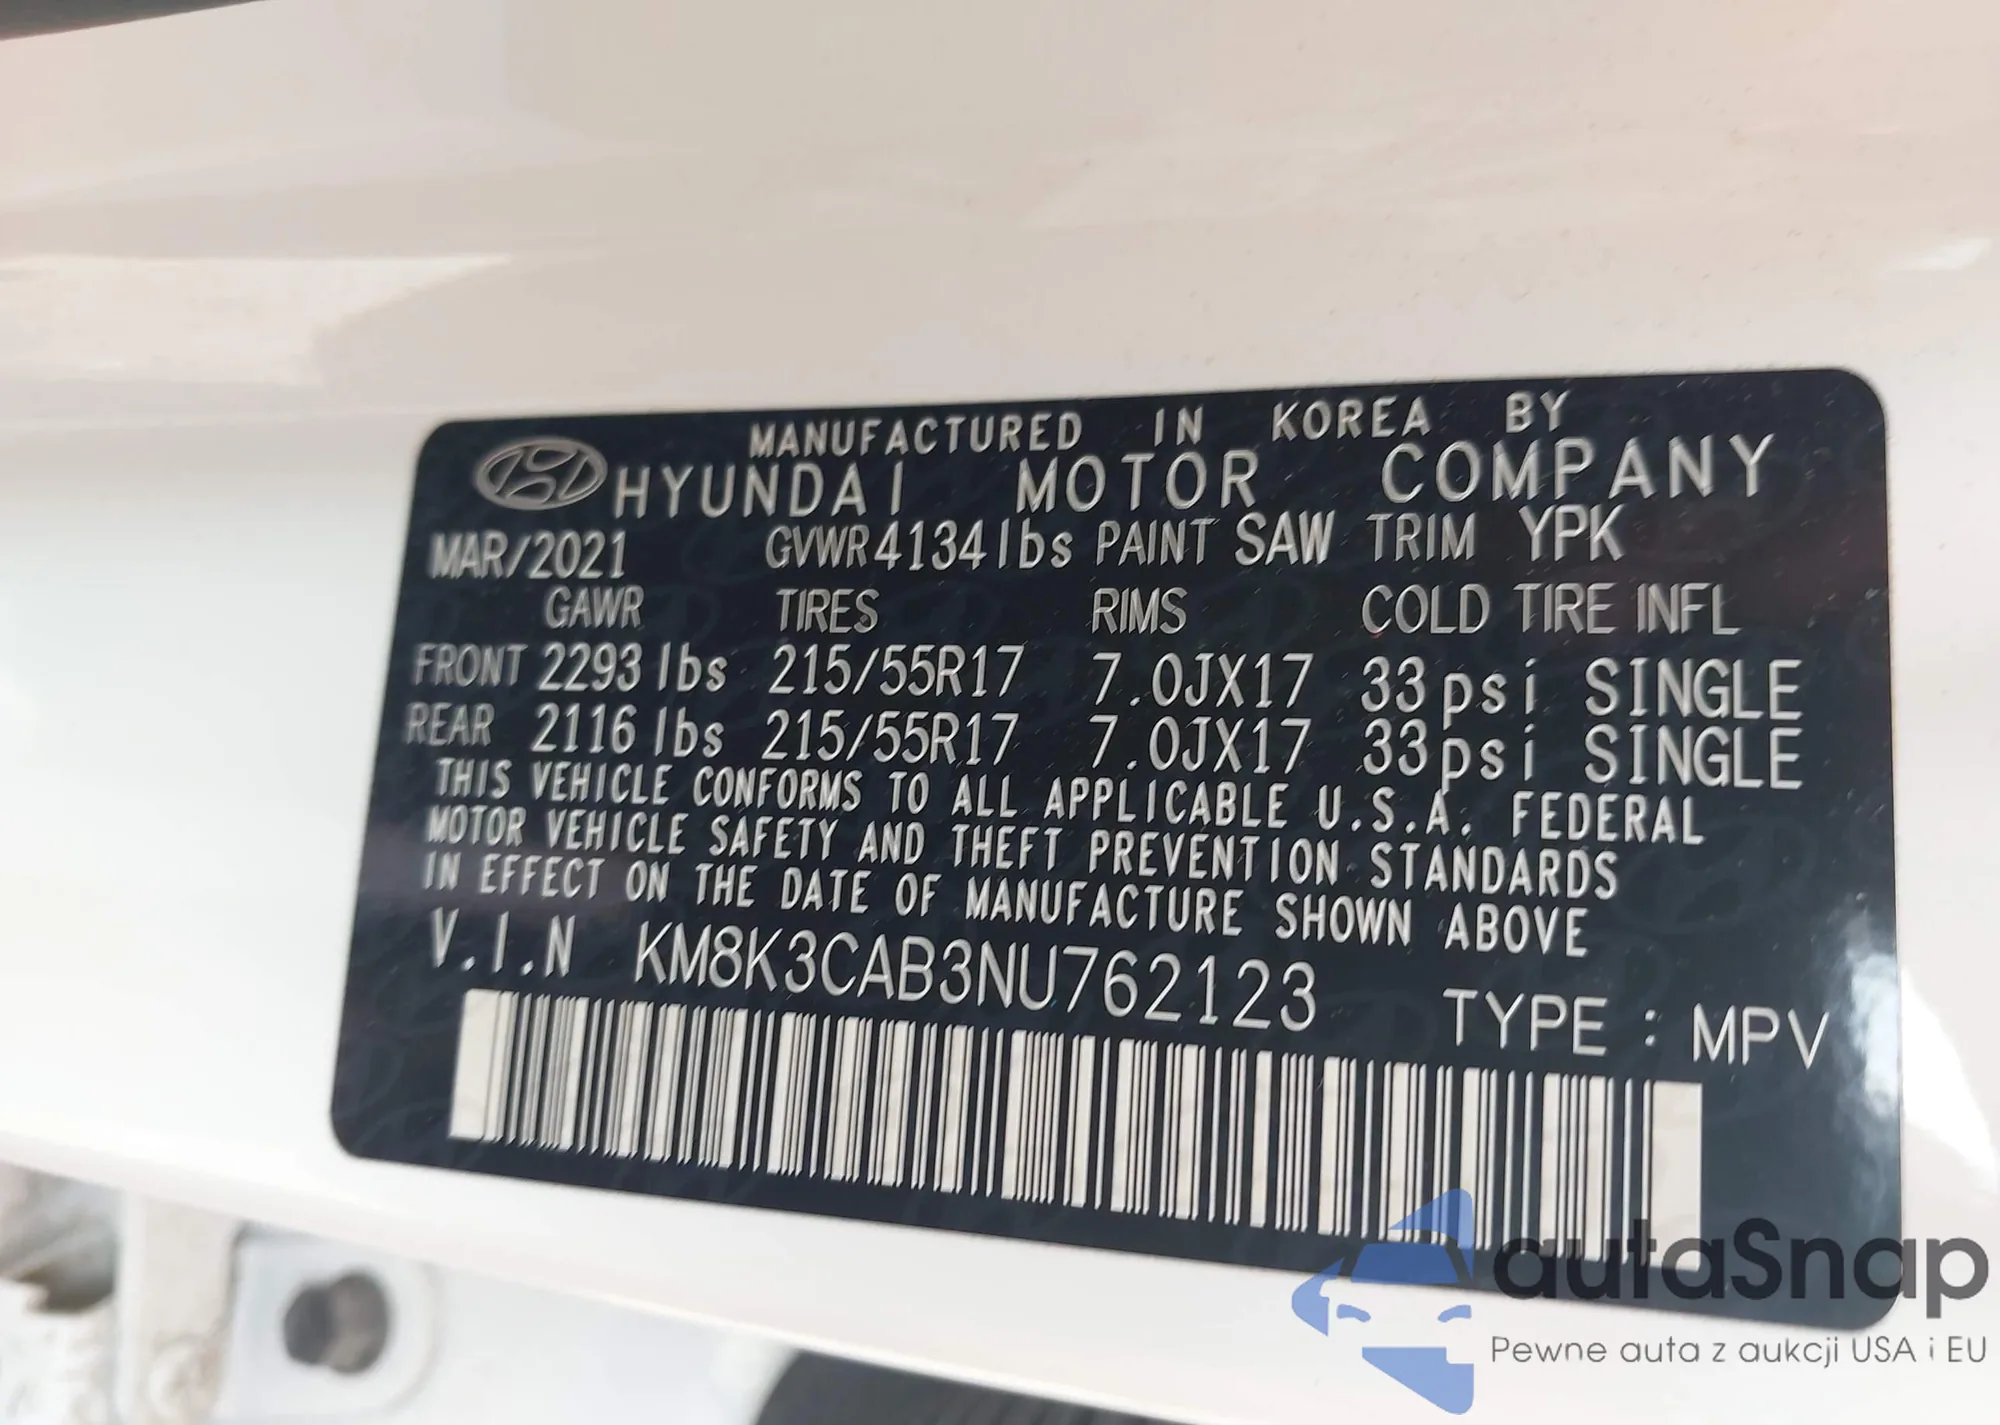 MANUFACTURED IN KOREA BY
HYUNDAI MOTOR COMPANY
MAR/2021 GVWR 4134 lbs PAINT SAW TRIM YPK
GAWR TIRES RIMS COLD TIRE INFL
FRONT 2293 lbs 215/55R17 7.0JX17 33psi SINGLE
REAR 2116 lbs 215/55R17 7.0JX17 33psi SINGLE
THIS VEHICLE CONFORMS TO ALL APPLICABLE U.S.A. FEDERAL
MOTOR VEHICLE SAFETY AND THEFT PREVENTION STANDARDS
IN EFFECT ON THE DATE OF MANUFACTURE SHOWN ABOVE
V.I.N KM8K3CAB3NU762123
TYPE : MPV
autaSnap
Pewne auta z aukcji USA i EU